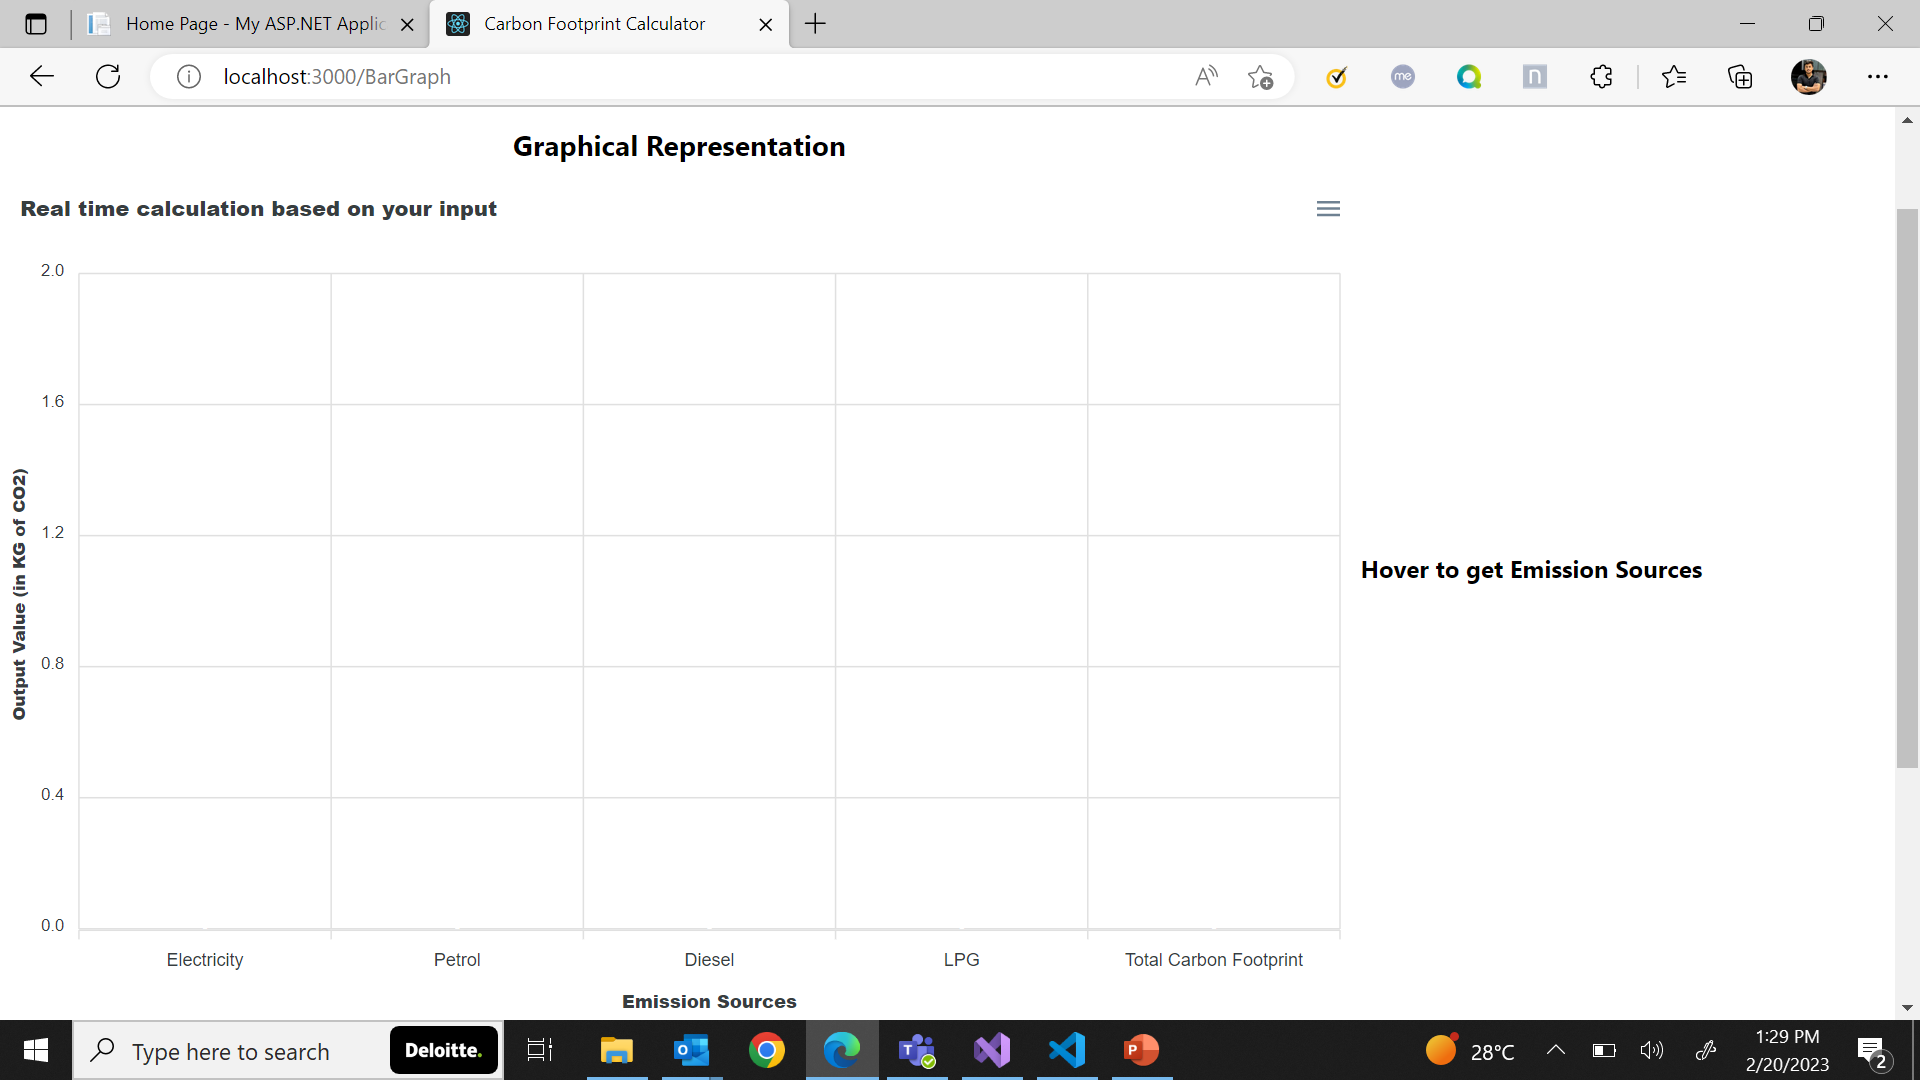 Home Page - My ASP.NET Applic
Carbon Footprint Calculator
localhost:3000/BarGraph
me
n
Graphical Representation
Real time calculation based on your input
2.0
1.6
1.2
0.8
0.4
0.0
Output Value (in KG of CO2)
Hover to get Emission Sources
Electricity
Petrol
Diesel
LPG
Total Carbon Footprint
Emission Sources
Type here to search
Deloitte.
28°C
1:29 PM
2/20/2023
2